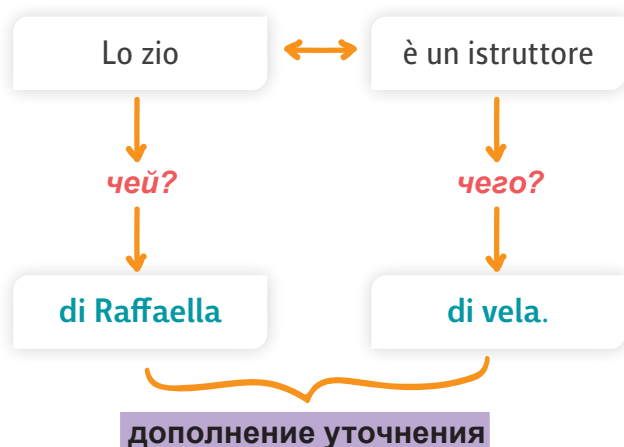 Lo zio
è un istruttore
чей?
чего?
di Raffaella
di vela.
дополнение уточнения